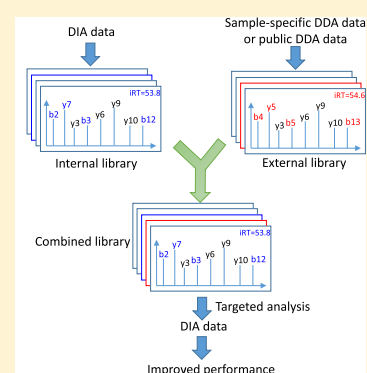 DIA data
Sample-specific DDA data
or public DDA data
iRT=53.8
b2 y7 y3 b3 y6 y9 y10 b12
Internal library
iRT=54.6
b4 y5 y3 b5 y6 y9 y10 b13
External library
Combined library
iRT=53.8
b2 y7 y3 b3 y6 y9 y10 b12
Targeted analysis
DIA data
Improved performance